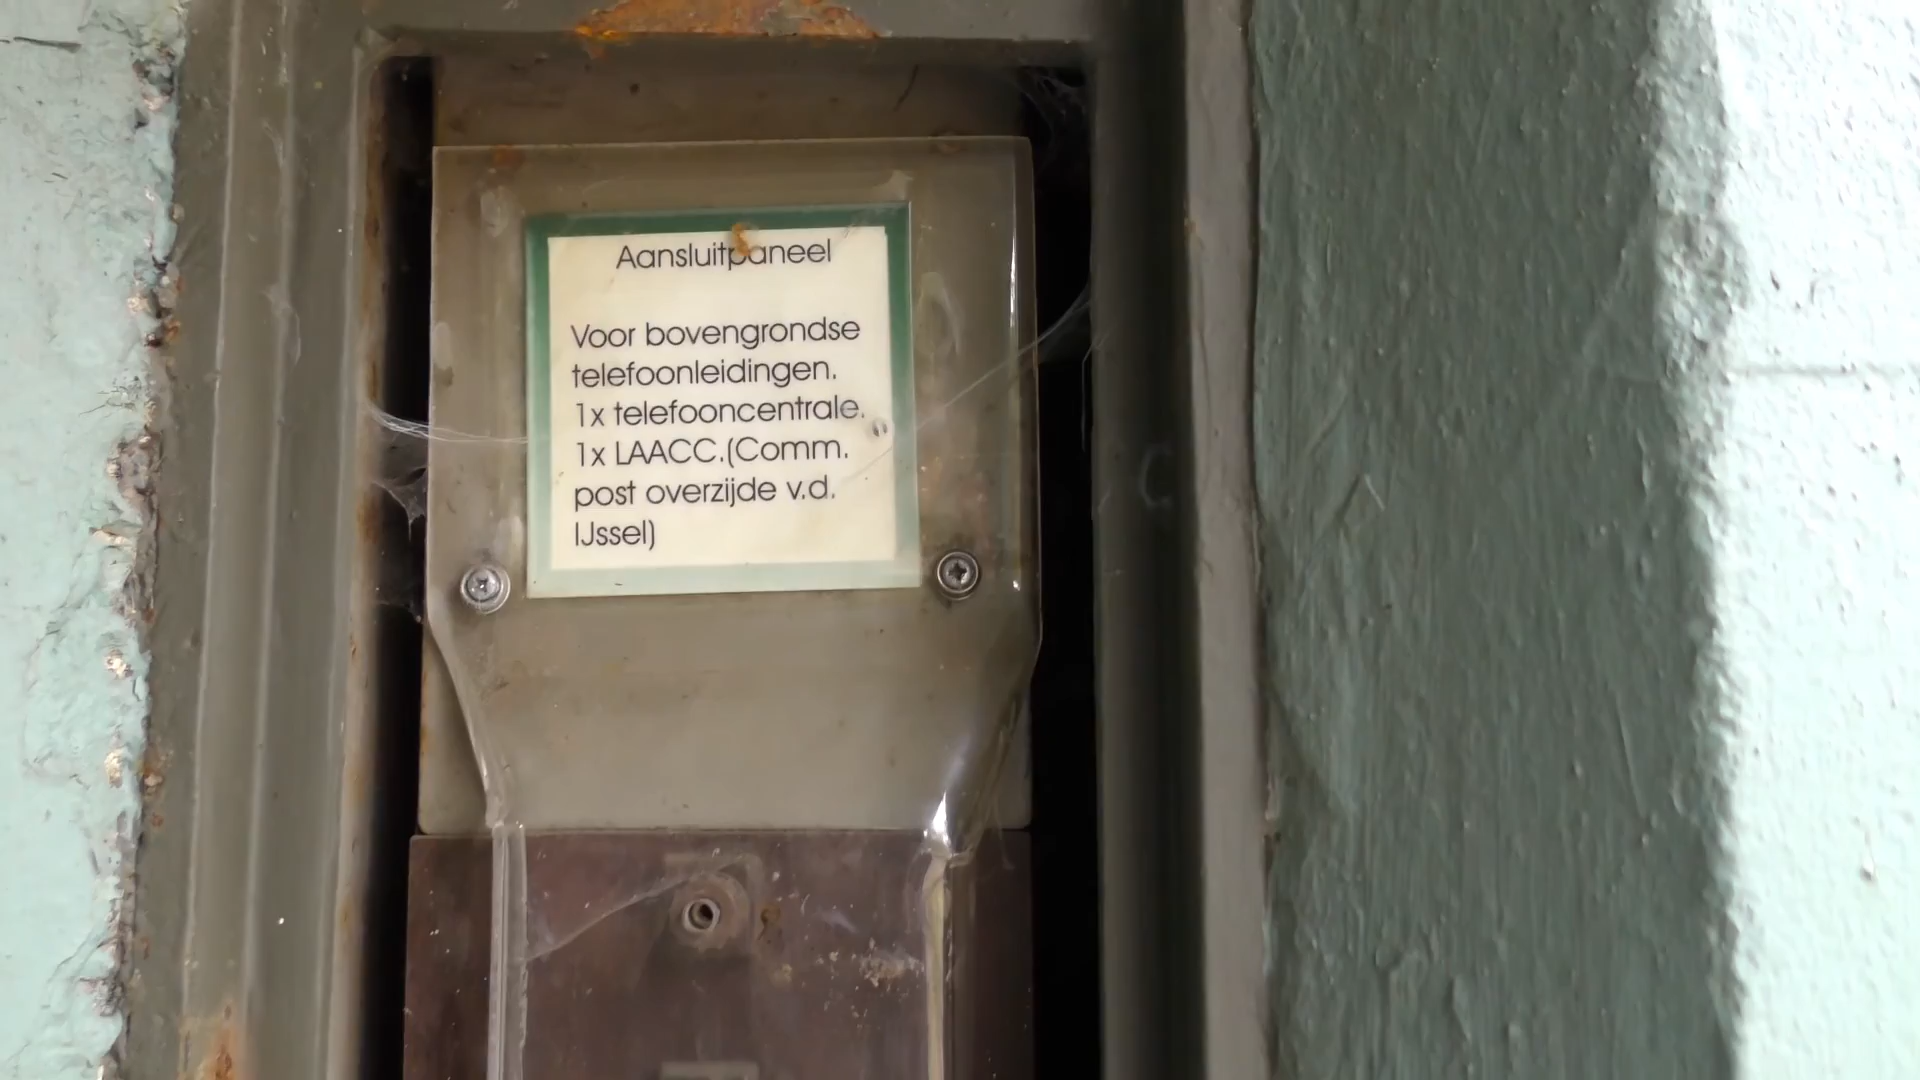 Aansluitpaneel
Voor bovengrondse
telefoonleidingen.
1x telefooncentrale.
1x LAACC.(Comm.
post overzijde v.d.
IJssel)